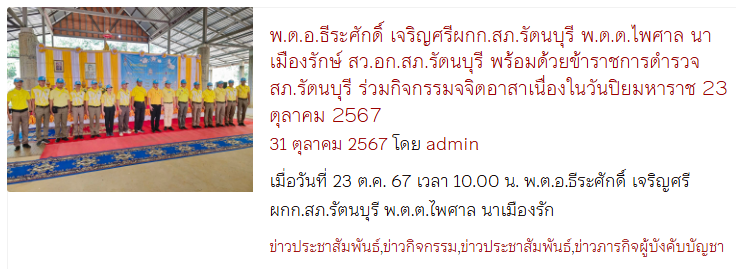 พ.ต.อ.ธีระศักดิ์ เจริญศรีผกก.สภ.รัตนบุรี พ.ต.ต.ไพศาล นา
เมืองรักษ์ สว.อก.สภ.รัตนบุรี พร้อมด้วยข้าราชการตำรวจ
สภ.รัตนบุรี ร่วมกิจกรรมจจิตอาสาเนื่องในวันปิยมหาราช 23
ตุลาคม 2567
31 ตุลาคม 2567 โดย admin
เมื่อวันที่ 23 ต.ค. 67 เวลา 10.00 น. พ.ต.อ.ธีระศักดิ์ เจริญศรี
ผกก.สภ.รัตนบุรี พ.ต.ต.ไพศาล นาเมืองรัก
ข่าวประชาสัมพันธ์,ข่าวกิจกรรม,ข่าวประชาสัมพันธ์,ข่าวภารกิจผู้บังคับบัญชา